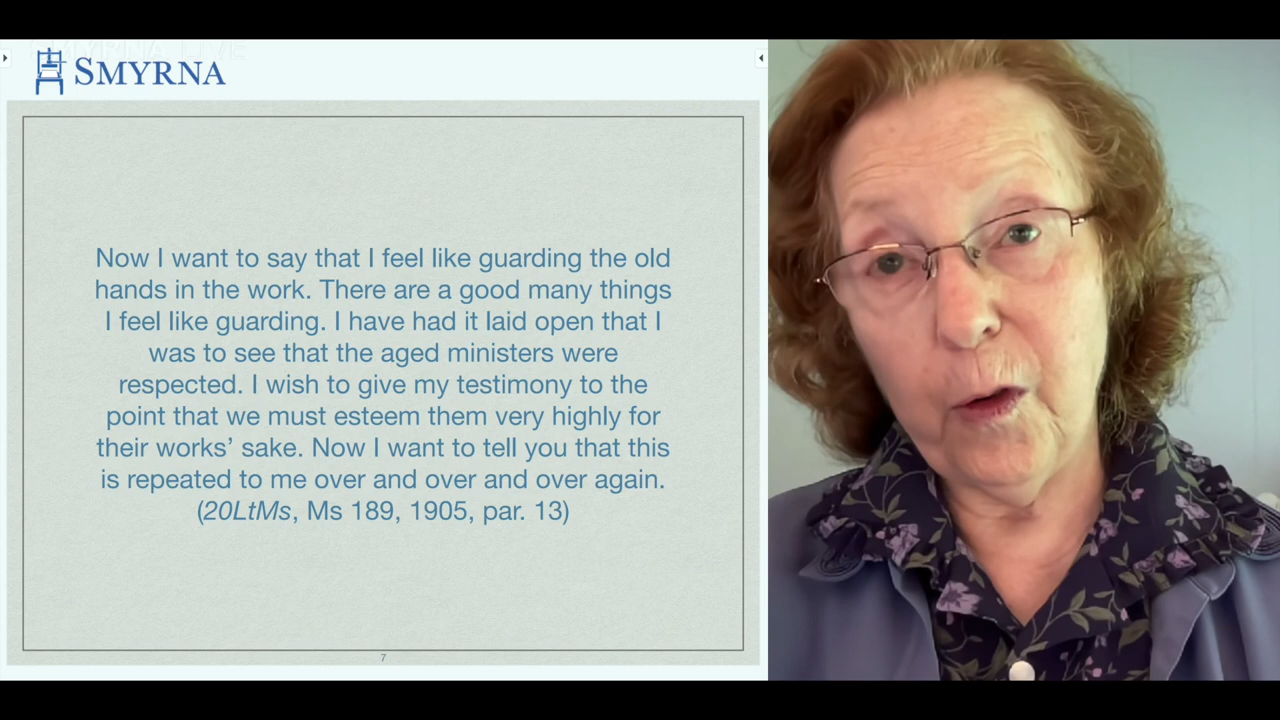 SMYRNA LIVE
SMYRNA
Now I want to say that I feel like guarding the old
hands in the work. There are a good many things
I feel like guarding. I have had it laid open that I
was to see that the aged ministers were
respected. I wish to give my testimony to the
point that we must esteem them very highly for
their works’ sake. Now I want to tell you that this
is repeated to me over and over and over again.
(20LtMs, Ms 189, 1905, par. 13)
7